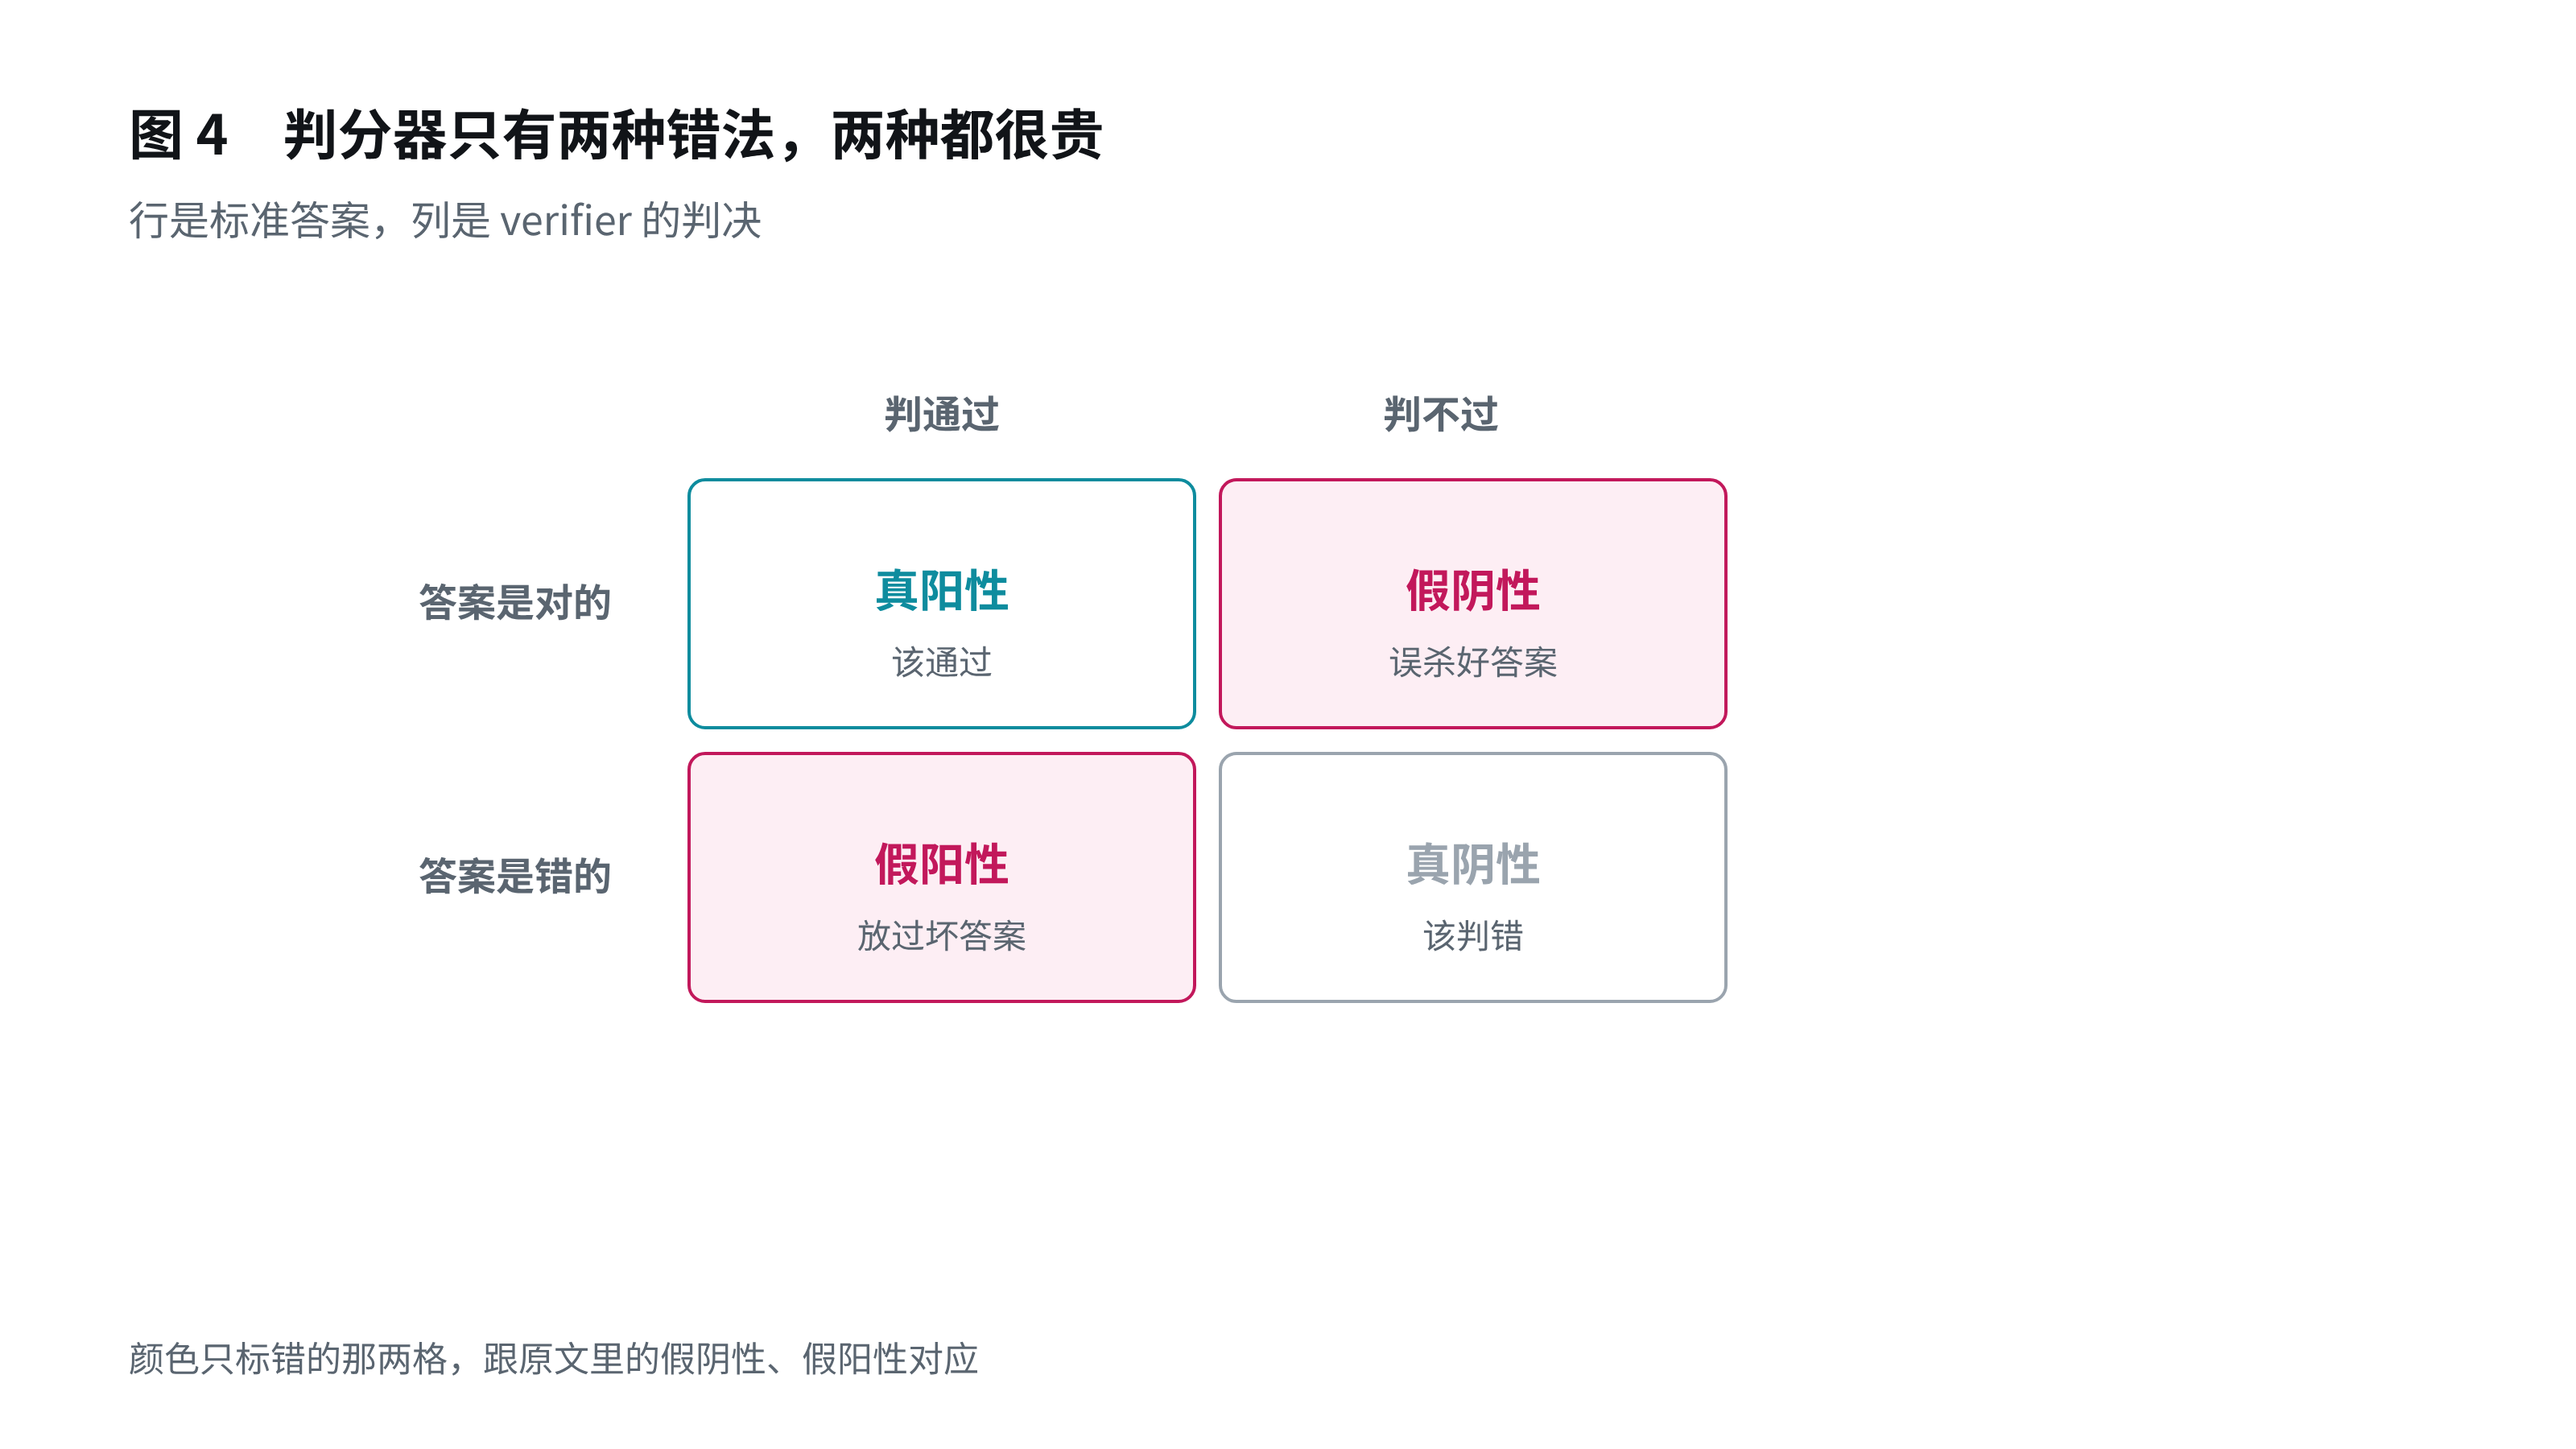 图 4　判分器只有两种错法，两种都很贵
行是标准答案，列是 verifier 的判决
判通过　判不过
答案是对的
真阳性
该通过
假阴性
误杀好答案
答案是错的
假阳性
放过坏答案
真阴性
该判错
颜色只标错的那两格，跟原文里的假阴性、假阳性对应